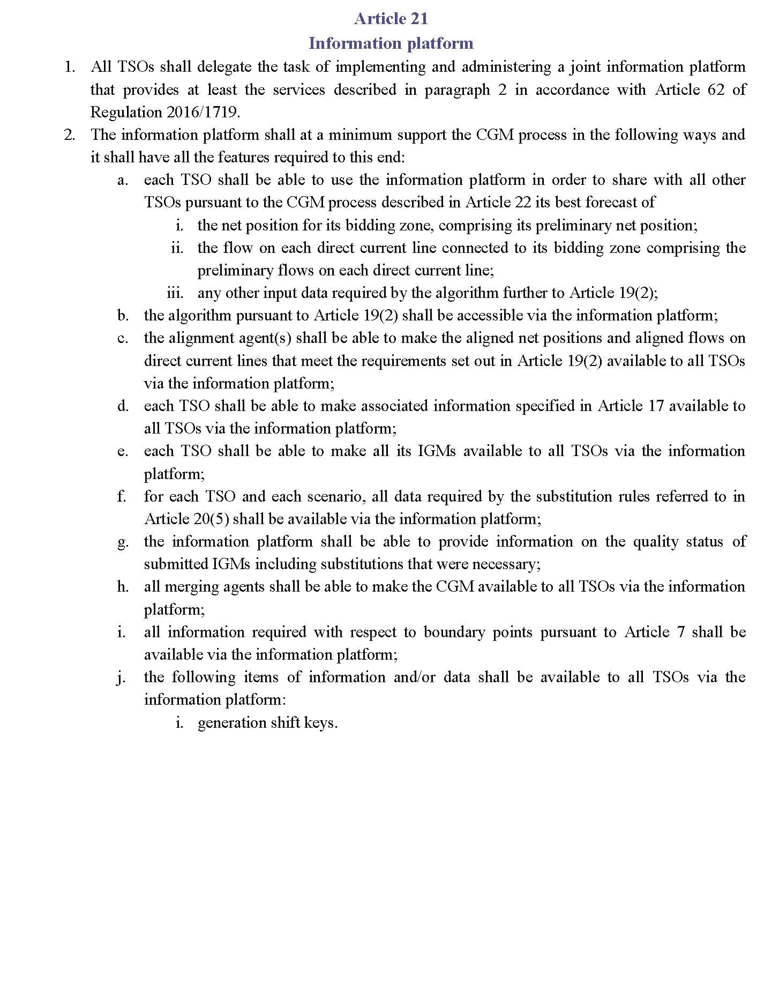 Article 21
Information platform
1. All TSOs shall delegate the task of implementing and administering a joint information platform
that provides at least the services described in paragraph 2 in accordance with Article 62 of
Regulation 2016/1719.
2. The information platform shall at a minimum support the CGM process in the following ways and
it shall have all the features required to this end:
a. each TSO shall be able to use the information platform in order to share with all other
TSOs pursuant to the CGM process described in Article 22 its best forecast of
i. the net position for its bidding zone, comprising its preliminary net position;
ii. the flow on each direct current line connected to its bidding zone comprising the
preliminary flows on each direct current line;
iii. any other input data required by the algorithm further to Article 19(2);
b. the algorithm pursuant to Article 19(2) shall be accessible via the information platform;
c. the alignment agent(s) shall be able to make the aligned net positions and aligned flows on
direct current lines that meet the requirements set out in Article 19(2) available to all TSOs
via the information platform;
d. each TSO shall be able to make associated information specified in Article 17 available to
all TSOs via the information platform;
e. each TSO shall be able to make all its IGMs available to all TSOs via the information
platform;
f. for each TSO and each scenario, all data required by the substitution rules referred to in
Article 20(5) shall be available via the information platform;
g. the information platform shall be able to provide information on the quality status of
submitted IGMs including substitutions that were necessary;
h. all merging agents shall be able to make the CGM available to all TSOs via the information
platform;
i. all information required with respect to boundary points pursuant to Article 7 shall be
available via the information platform;
j. the following items of information and/or data shall be available to all TSOs via the
information platform:
i. generation shift keys.